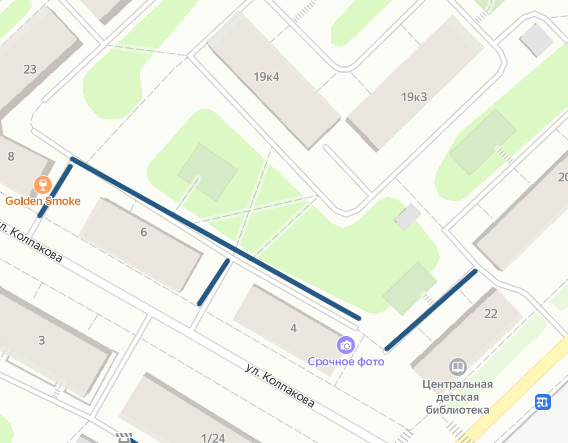 23
19к4
19к3
8
Golden Smoke
20
6
ул. Колпакова
3
4
Срочное фото
22
ул. Колпакова
Центральная
детская
библиотека
1/24